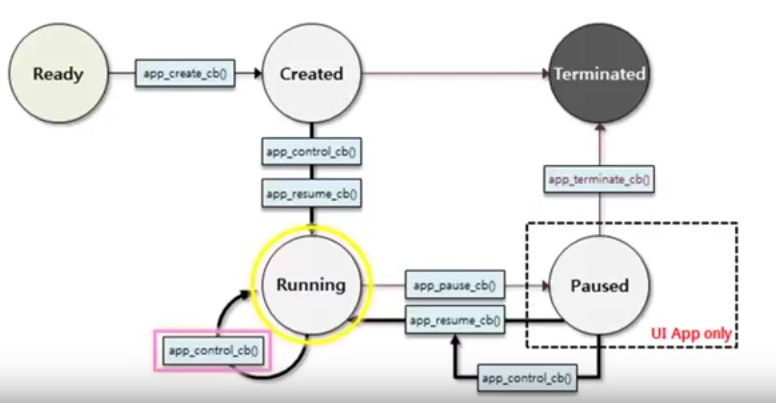 Ready
app_create_cb()
Created
Terminated
app_control_cb()
app_resume_cb()
app_terminate_cb()
Running
app_pause_cb()
Paused
app_resume_cb()
UI App only
app_control_cb()
app_control_cb()